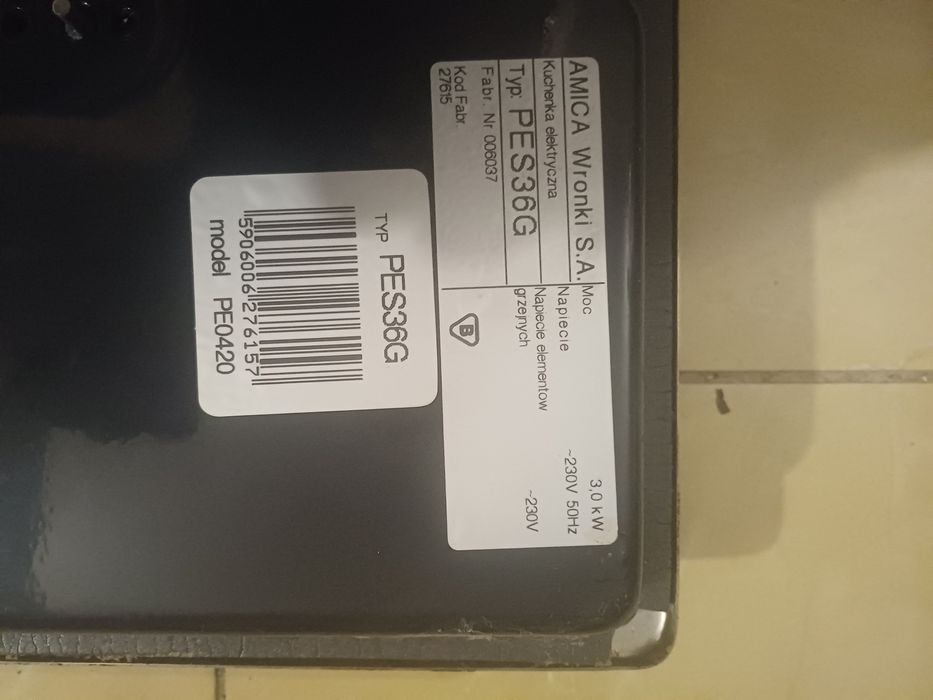 AMICA Wronki S.A.
Kuchenka elektryczna
Typ: PES36G
Fabr. Nr 006037
Kod Fabr.
27615
Moc 3,0 kW
Napiecie ~230V 50Hz
Napiecie elementow
grzejnych ~230V
B
TYP PES36G
5906006276157
model PE0420